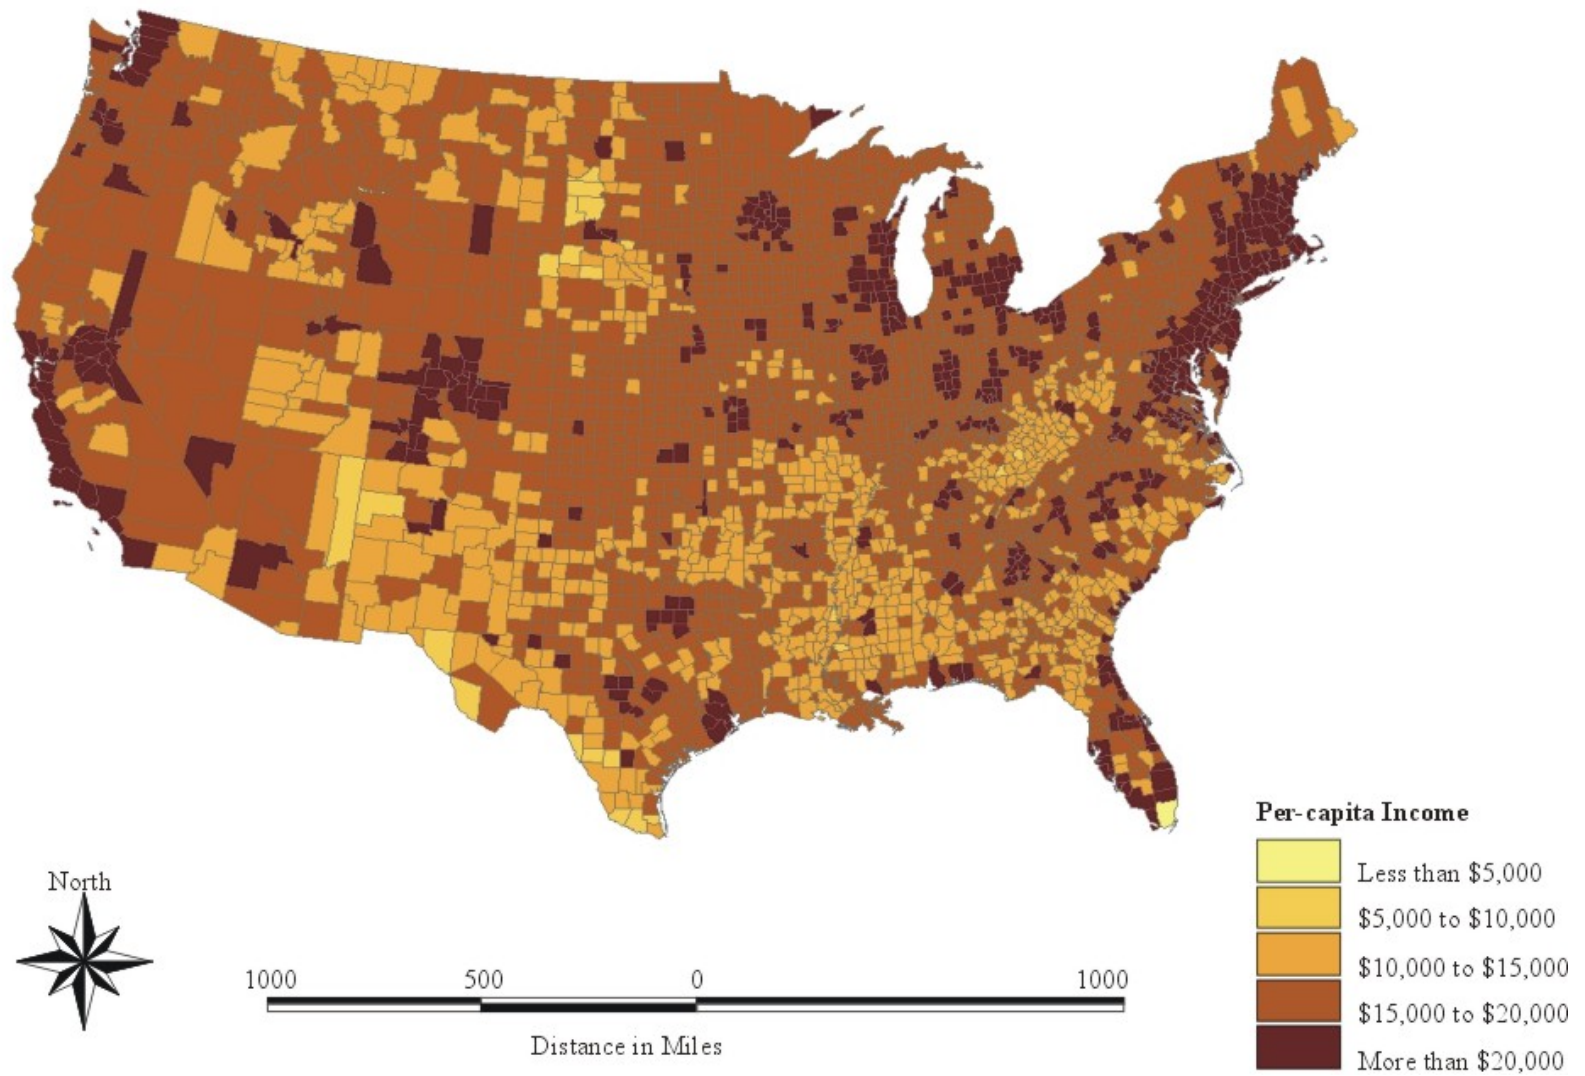 Per-capita Income
Less than $5,000
$5,000 to $10,000
$10,000 to $15,000
$15,000 to $20,000
More than $20,000
North
1000 500 0 1000
Distance in Miles